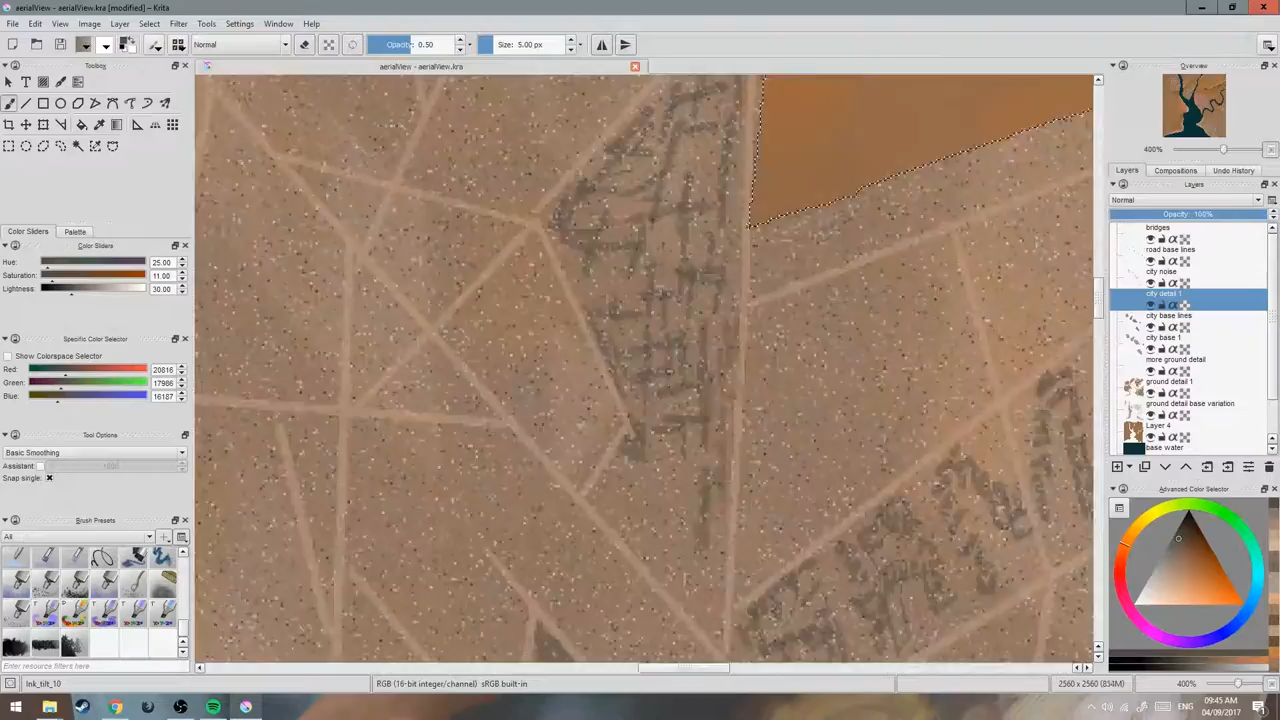 aerialView - aerialView.kra [modified] - Krita
File Edit View Image Layer Select Filter Tools Settings Window Help
Normal Opacity: 0.50 Size: 5.00 px
Toolbox
aerialView - aerialView.kra
Overview
400%
Layers Compositions Undo History
Layers
Normal
Opacity: 100%
bridges
road base lines
city noise
city detail 1
city base lines
city base 1
more ground detail
ground detail 1
ground detail base variation
Layer 4
base water
Color Sliders Palette
Color Sliders
Hue: 25.00
Saturation: 11.00
Lightness: 30.00
Specific Color Selector
Show Colorspace Selector
Red: 20816
Green: 17986
Blue: 16187
Tool Options
Basic Smoothing
Assistant: 100%
Snap single:
Brush Presets
All
Enter resource filters here
Advanced Color Selector
Ink_tilt_10
RGB (16-bit integer/channel) sRGB built-in
2560 x 2560 (854M)
400%
ENG
09:45 AM
04/09/2017